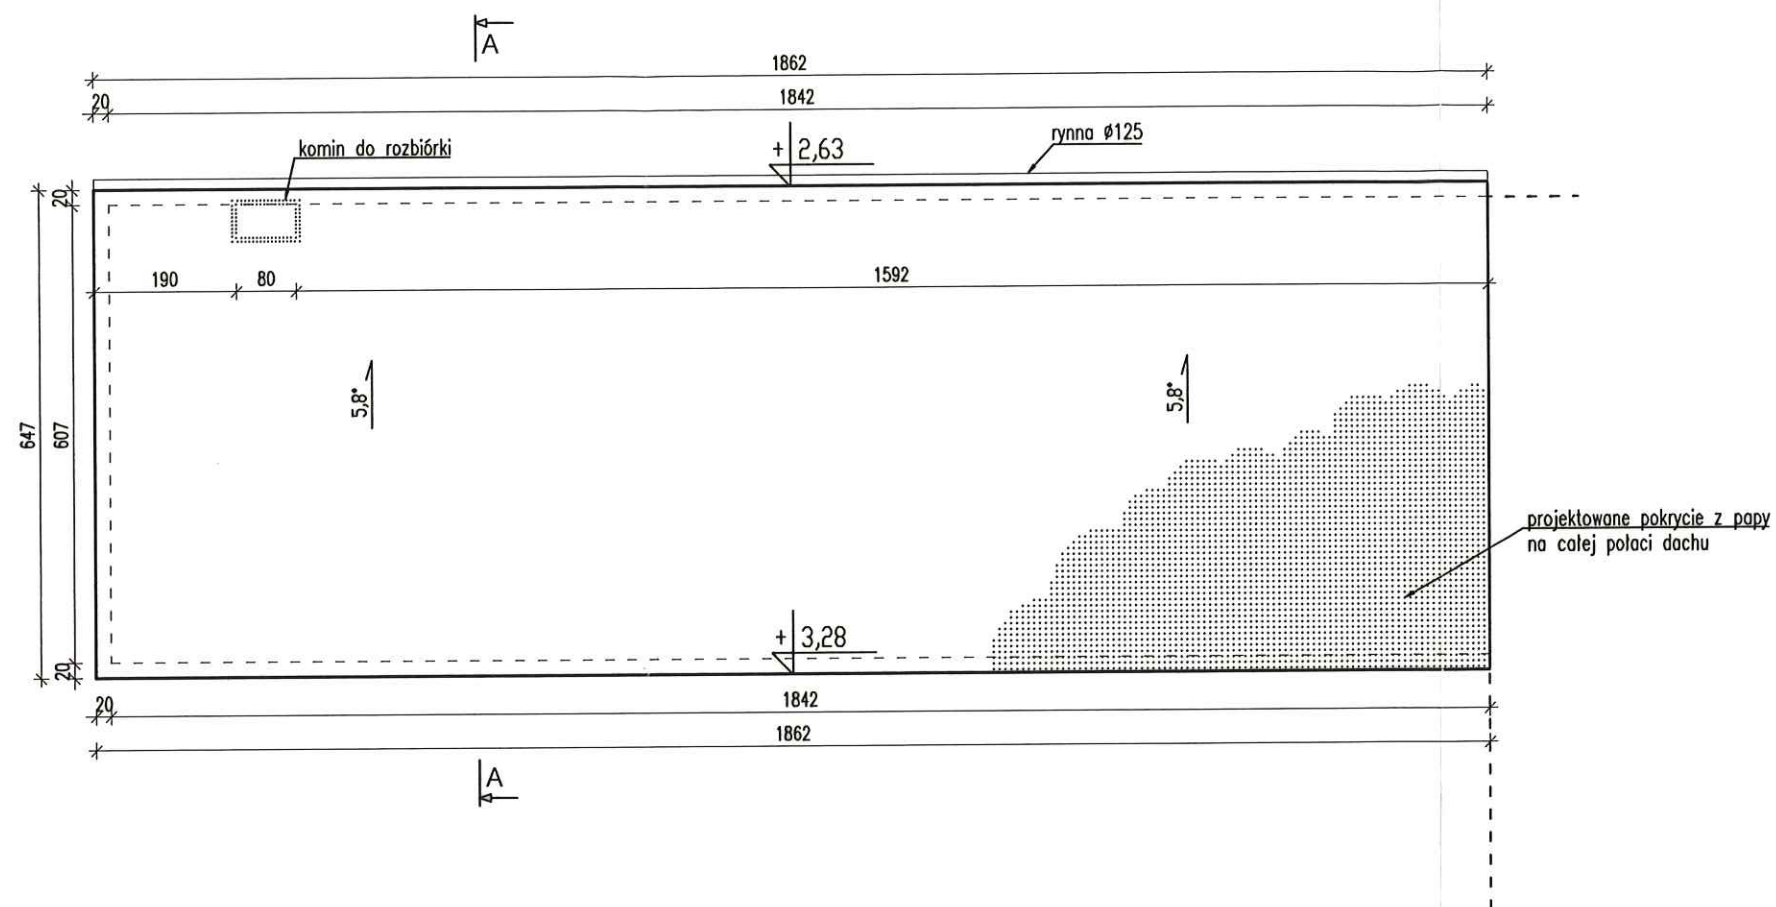 A
1862
20
1842
komin do rozbiórki
+ 2,63
rynna ø125
20
190
80
1592
5,8°
5,8°
647
607
projektowane pokrycie z papy
na całej połaci dachu
+ 3,28
20
20
1842
1862
A